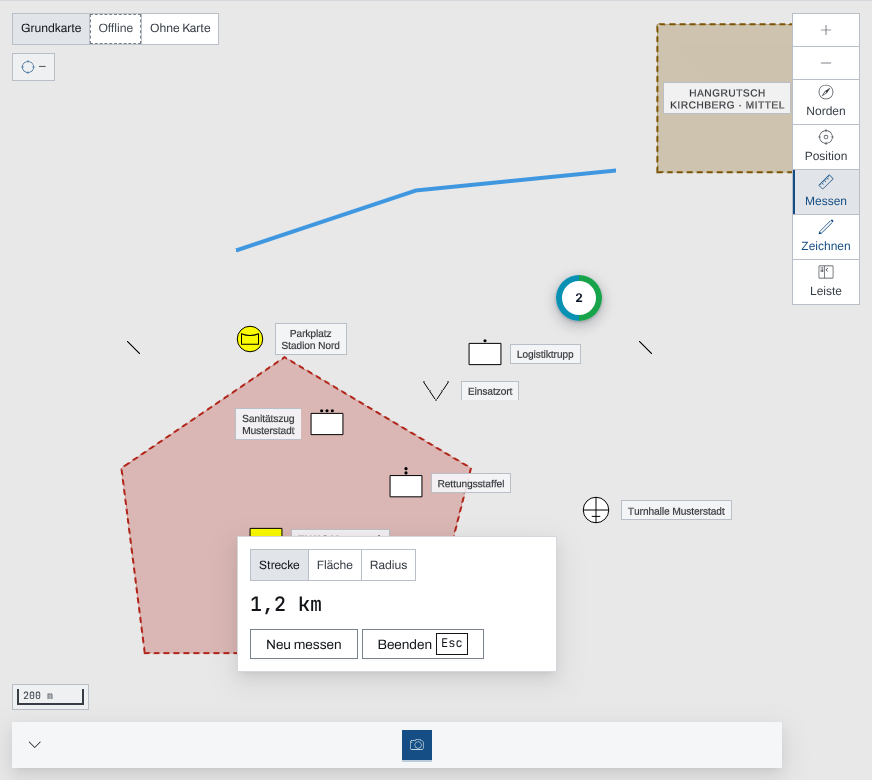 Grundkarte Offline Ohne Karte
–
HANGRUTSCH
KIRCHBERG · MITTEL
Norden
Position
Messen
Zeichnen
Leiste
2
Parkplatz
Stadion Nord
Logistiktrupp
Einsatzort
Sanitätszug
Musterstadt
Rettungsstaffel
Turnhalle Musterstadt
Strecke Fläche Radius
1,2 km
Neu messen Beenden Esc
200 m